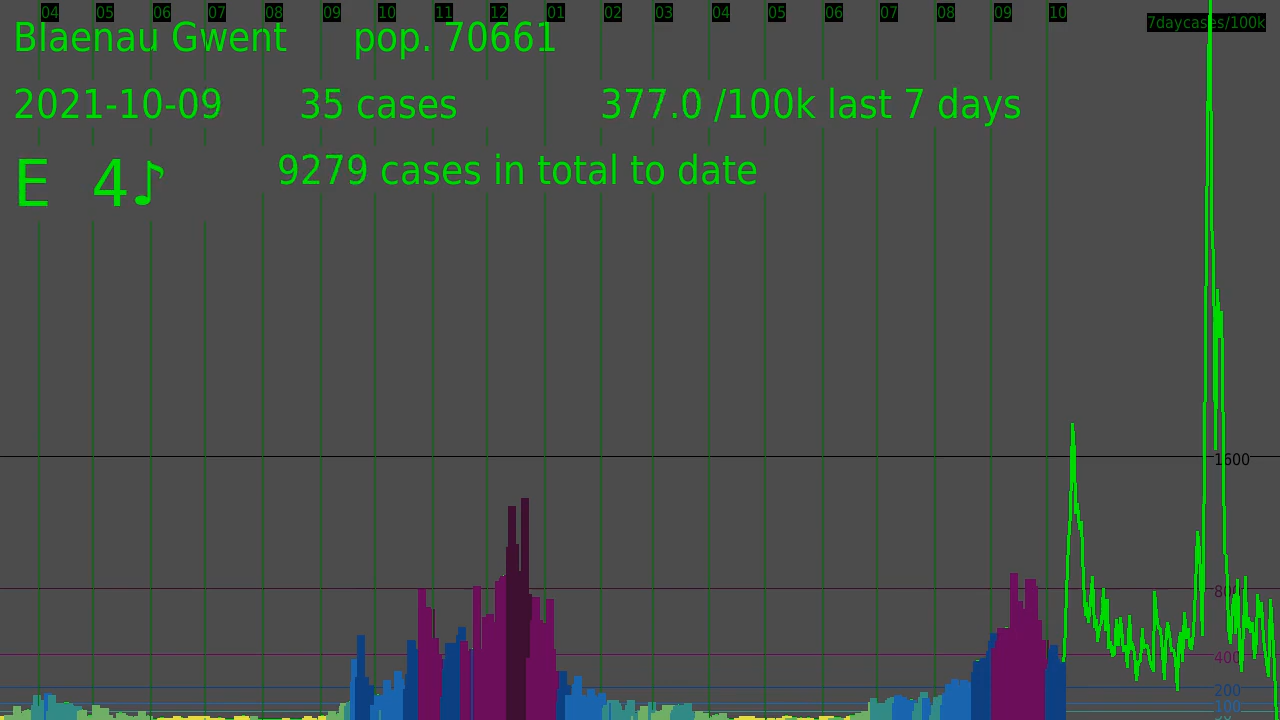 04 05 06 07 08 09 10 11 12 01 02 03 04 05 06 07 08 09 10
7daycases/100k
Blaenau Gwent pop. 70661
2021-10-09 35 cases 377.0 /100k last 7 days
E 4♪ 9279 cases in total to date
1600
800
400
200
100